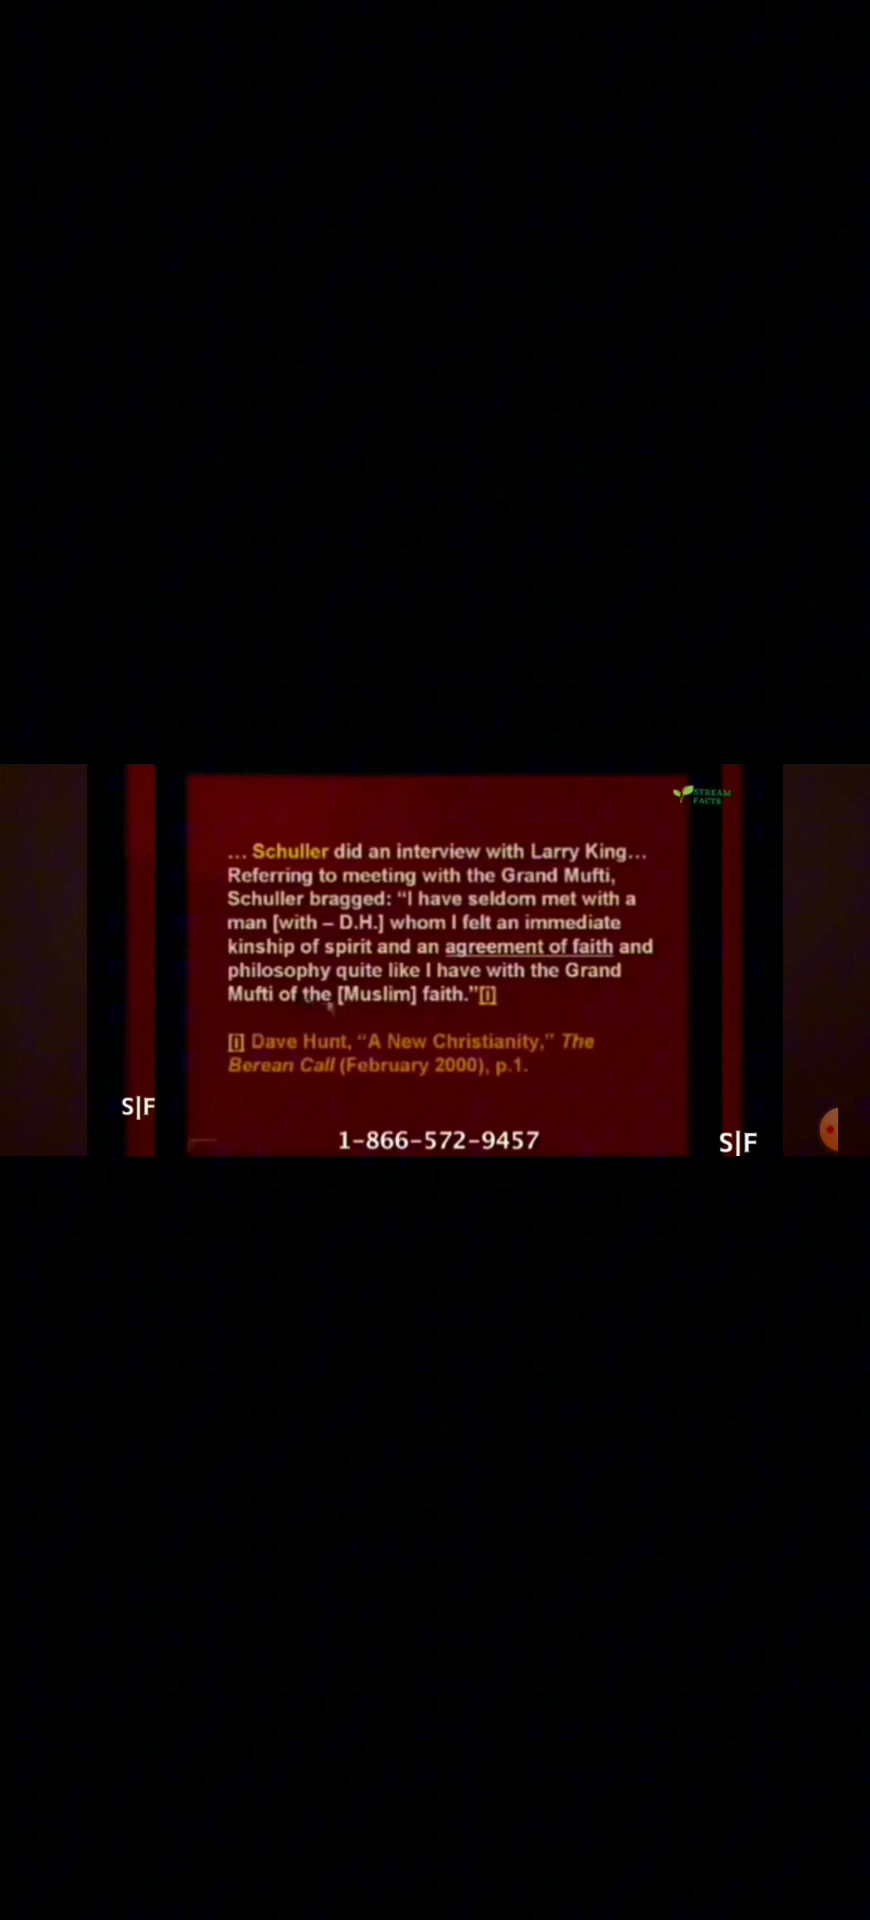 STREAM
FACTS
... Schuller did an interview with Larry King...
Referring to meeting with the Grand Mufti,
Schuller bragged: “I have seldom met with a
man [with – D.H.] whom I felt an immediate
kinship of spirit and an agreement of faith and
philosophy quite like I have with the Grand
Mufti of the [Muslim] faith.”[i]
[i] Dave Hunt, “A New Christianity,” The
Berean Call (February 2000), p.1.
S|F
1-866-572-9457
S|F